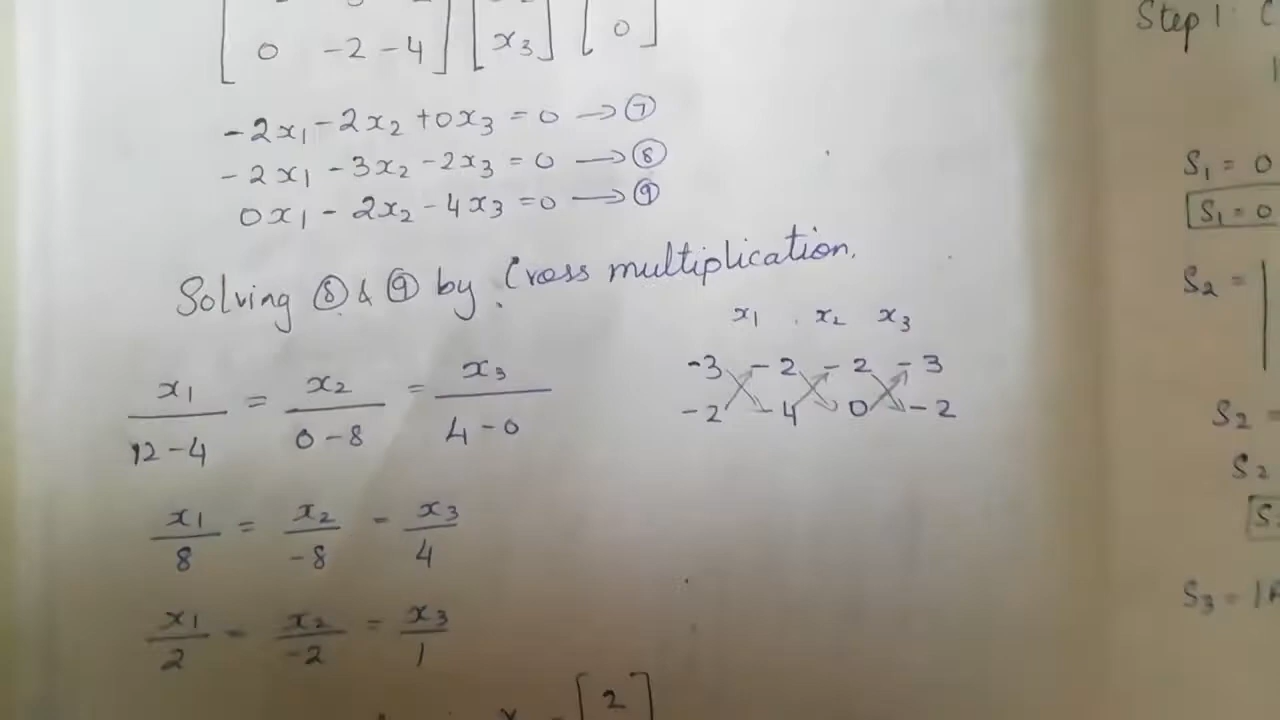 0 -2 -4 x3 0
-2x1 - 2x2 + 0x3 = 0 → ⑦
-2x1 - 3x2 - 2x3 = 0 → ⑧
0x1 - 2x2 - 4x3 = 0 → ⑨
Solving ⑧ & ⑨ by Cross multiplication.
x1 x2 x3
-3 -2 -2 -3
-2 -4 0 -2
x1/12-4 = x2/0-8 = x3/4-0
x1/8 = x2/-8 = x3/4
x1/2 = x2/-2 = x3/1
2
Step 1:
S1 = 0
S1 = 0
S2 =
S2 =
S2
S3 =